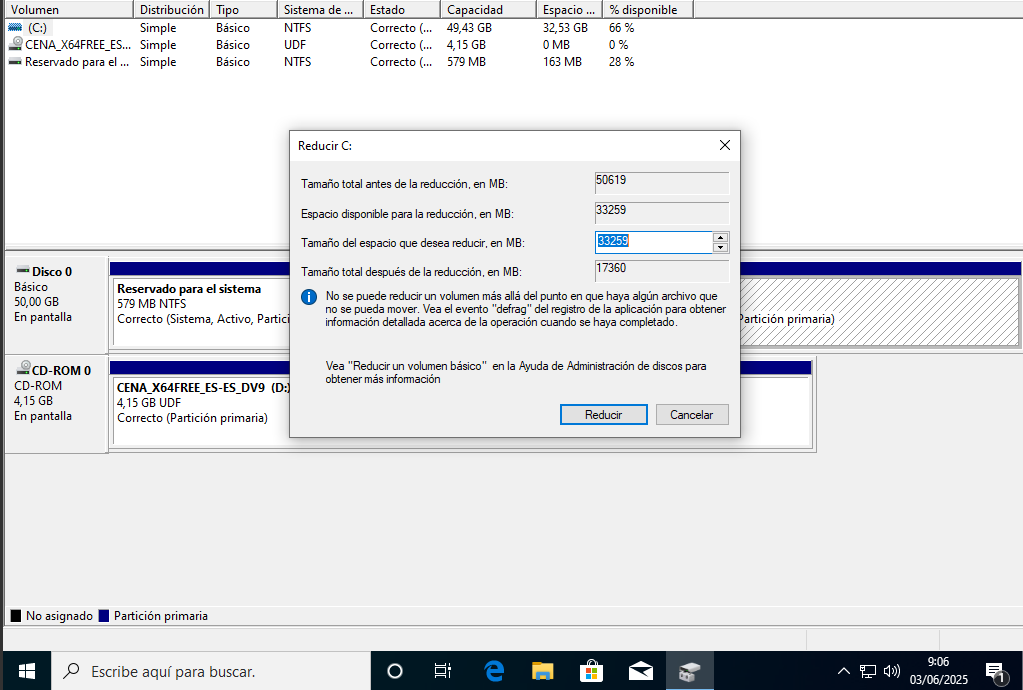 Volumen Distribución Tipo Sistema de ... Estado Capacidad Espacio ... % disponible
(C:) Simple Básico NTFS Correcto (... 49,43 GB 32,53 GB 66 %
CENA_X64FREE_ES... Simple Básico UDF Correcto (... 4,15 GB 0 MB 0 %
Reservado para el ... Simple Básico NTFS Correcto (... 579 MB 163 MB 28 %
Reducir C:
Tamaño total antes de la reducción, en MB: 50619
Espacio disponible para la reducción, en MB: 33259
Tamaño del espacio que desea reducir, en MB: 33259
Tamaño total después de la reducción, en MB: 17360
No se puede reducir un volumen más allá del punto en que haya algún archivo que
no se pueda mover. Vea el evento "defrag" del registro de la aplicación para obtener
información detallada acerca de la operación cuando se haya completado.
Vea "Reducir un volumen básico" en la Ayuda de Administración de discos para
obtener más información
Reducir Cancelar
Disco 0
Básico
50,00 GB
En pantalla
Reservado para el sistema
579 MB NTFS
Correcto (Sistema, Activo, Partici
Partición primaria)
CD-ROM 0
CD-ROM
4,15 GB
En pantalla
CENA_X64FREE_ES-ES_DV9 (D:)
4,15 GB UDF
Correcto (Partición primaria)
No asignado Partición primaria
Escribe aquí para buscar.
9:06
03/06/2025
1